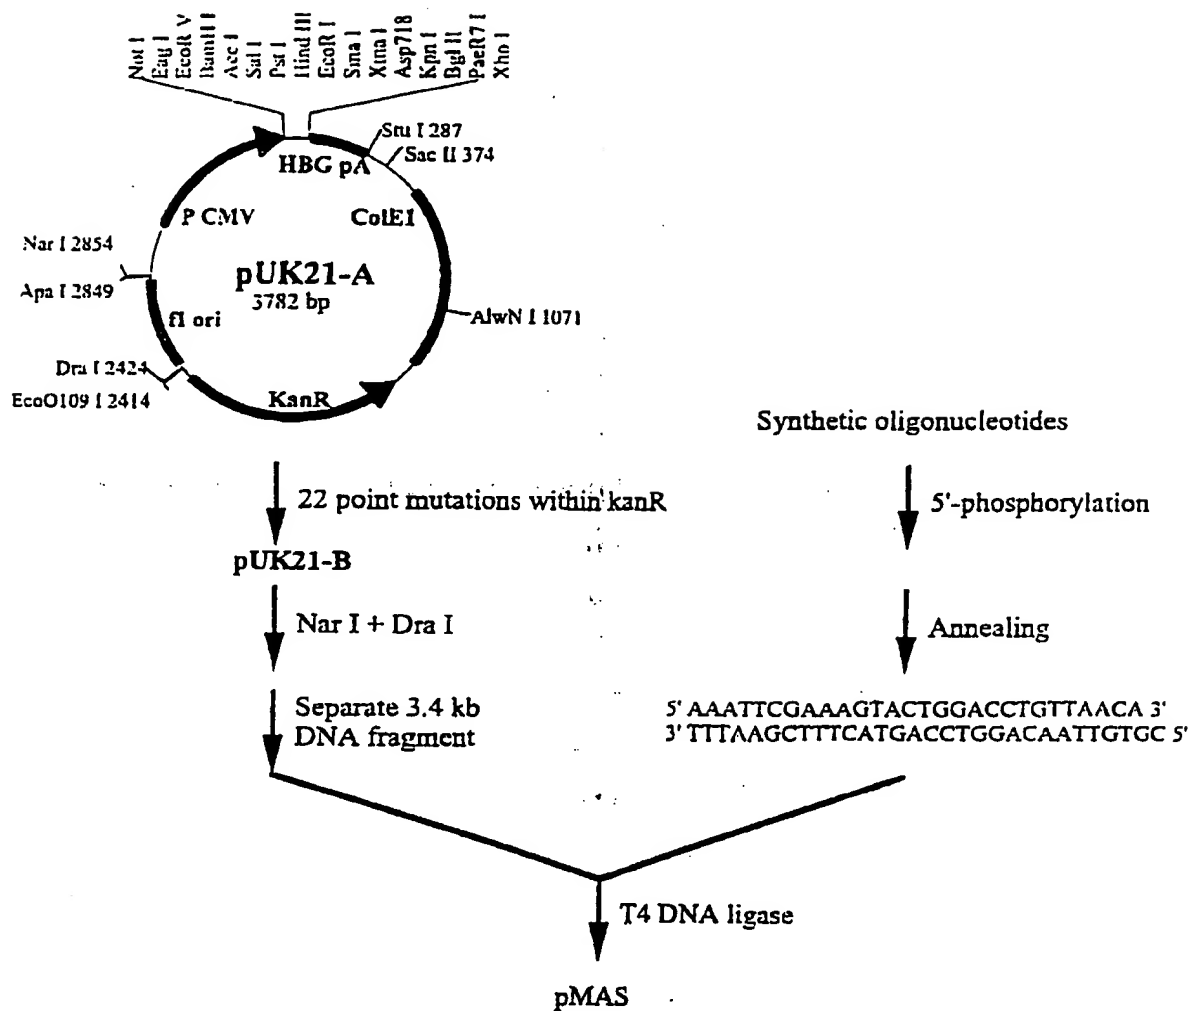 Not I
Eag I
EcoR V
BamH I
Acc I
Sal I
Pst I
Hind III
EcoR I
Sma I
Xma I
Asp718
Kpn I
Bgl II
PaeR7 I
Xho I
Stu I 287
Sac II 374
HBG pA
P CMV
ColE1
Nar I 2854
pUK21-A
3782 bp
Apa I 2849
f1 ori
AlwN I 1071
Dra I 2424
EcoO109 I 2414
KanR
Synthetic oligonucleotides
22 point mutations within kanR
5'-phosphorylation
pUK21-B
Nar I + Dra I
Annealing
Separate 3.4 kb
DNA fragment
5' AAATTCGAAAGTACTGGACCTGTTAACA 3'
3' TTTAAGCTTTCATGACCTGGACAATTGTGC 5'
T4 DNA ligase
pMAS